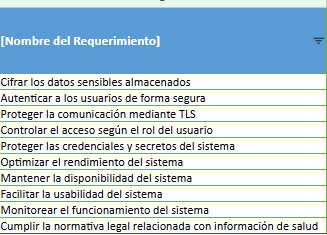 [Nombre del Requerimiento]
Cifrar los datos sensibles almacenados
Autenticar a los usuarios de forma segura
Proteger la comunicación mediante TLS
Controlar el acceso según el rol del usuario
Proteger las credenciales y secretos del sistema
Optimizar el rendimiento del sistema
Mantener la disponibilidad del sistema
Facilitar la usabilidad del sistema
Monitorear el funcionamiento del sistema
Cumplir la normativa legal relacionada con información de salud